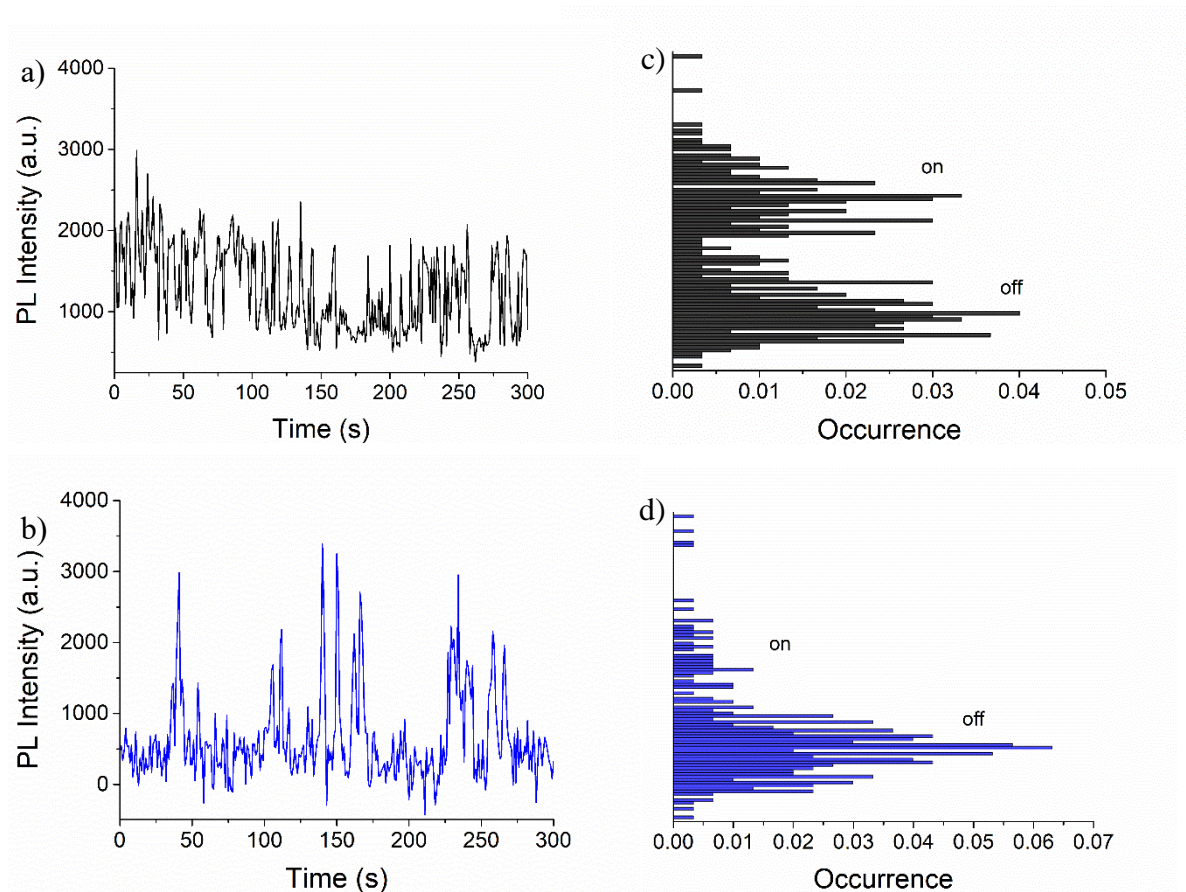 a)
4000
3000
2000
1000
PL Intensity (a.u.)
0 50 100 150 200 250 300
Time (s)
c)
on
off
0.00 0.01 0.02 0.03 0.04 0.05
Occurrence
b)
4000
3000
2000
1000
0
PL Intensity (a.u.)
0 50 100 150 200 250 300
Time (s)
d)
on
off
0.00 0.01 0.02 0.03 0.04 0.05 0.06 0.07
Occurrence